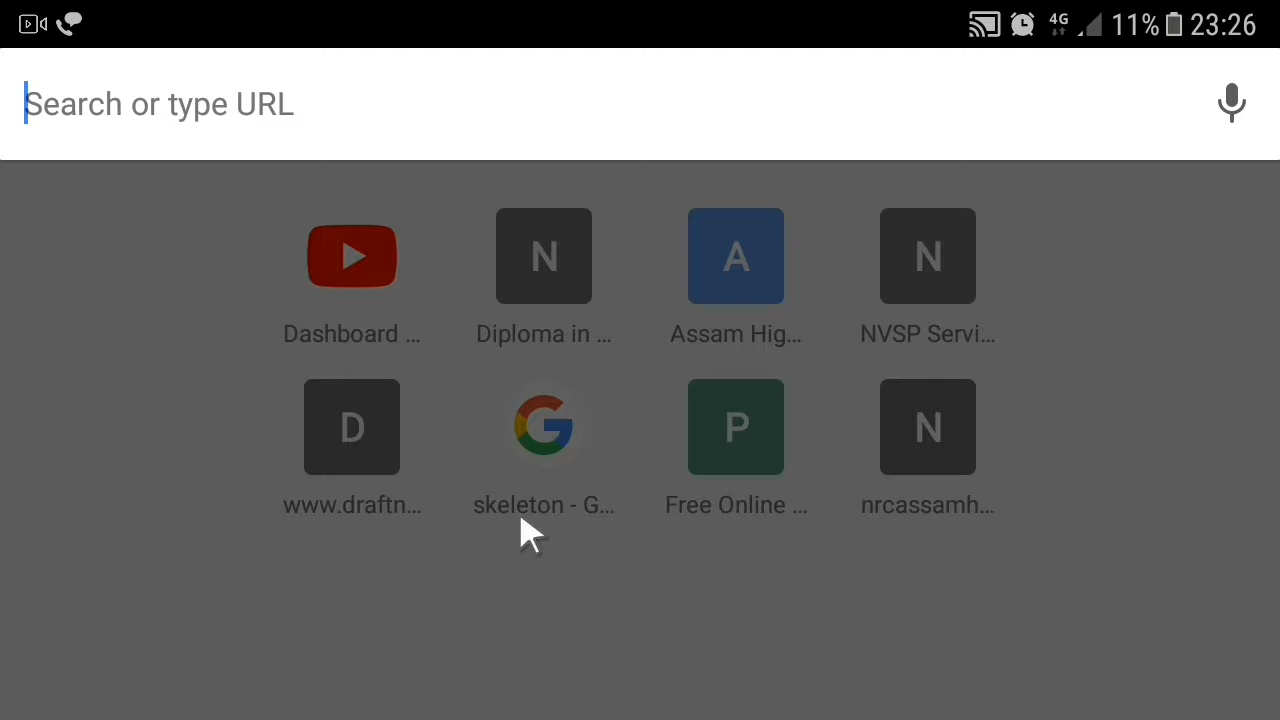 4G 11% 23:26
Search or type URL
N A N
Dashboard ... Diploma in ... Assam Hig... NVSP Servi...
D G P N
www.draftn... skeleton - G... Free Online ... nrcassamh...